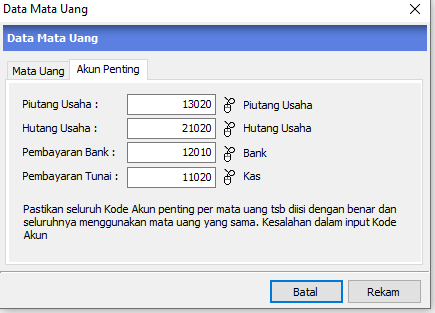 Data Mata Uang
Data Mata Uang
Mata Uang Akun Penting
Piutang Usaha : 13020 Piutang Usaha
Hutang Usaha : 21020 Hutang Usaha
Pembayaran Bank : 12010 Bank
Pembayaran Tunai : 11020 Kas
Pastikan seluruh Kode Akun penting per mata uang tsb diisi dengan benar dan
seluruhnya menggunakan mata uang yang sama. Kesalahan dalam input Kode
Akun
Batal Rekam